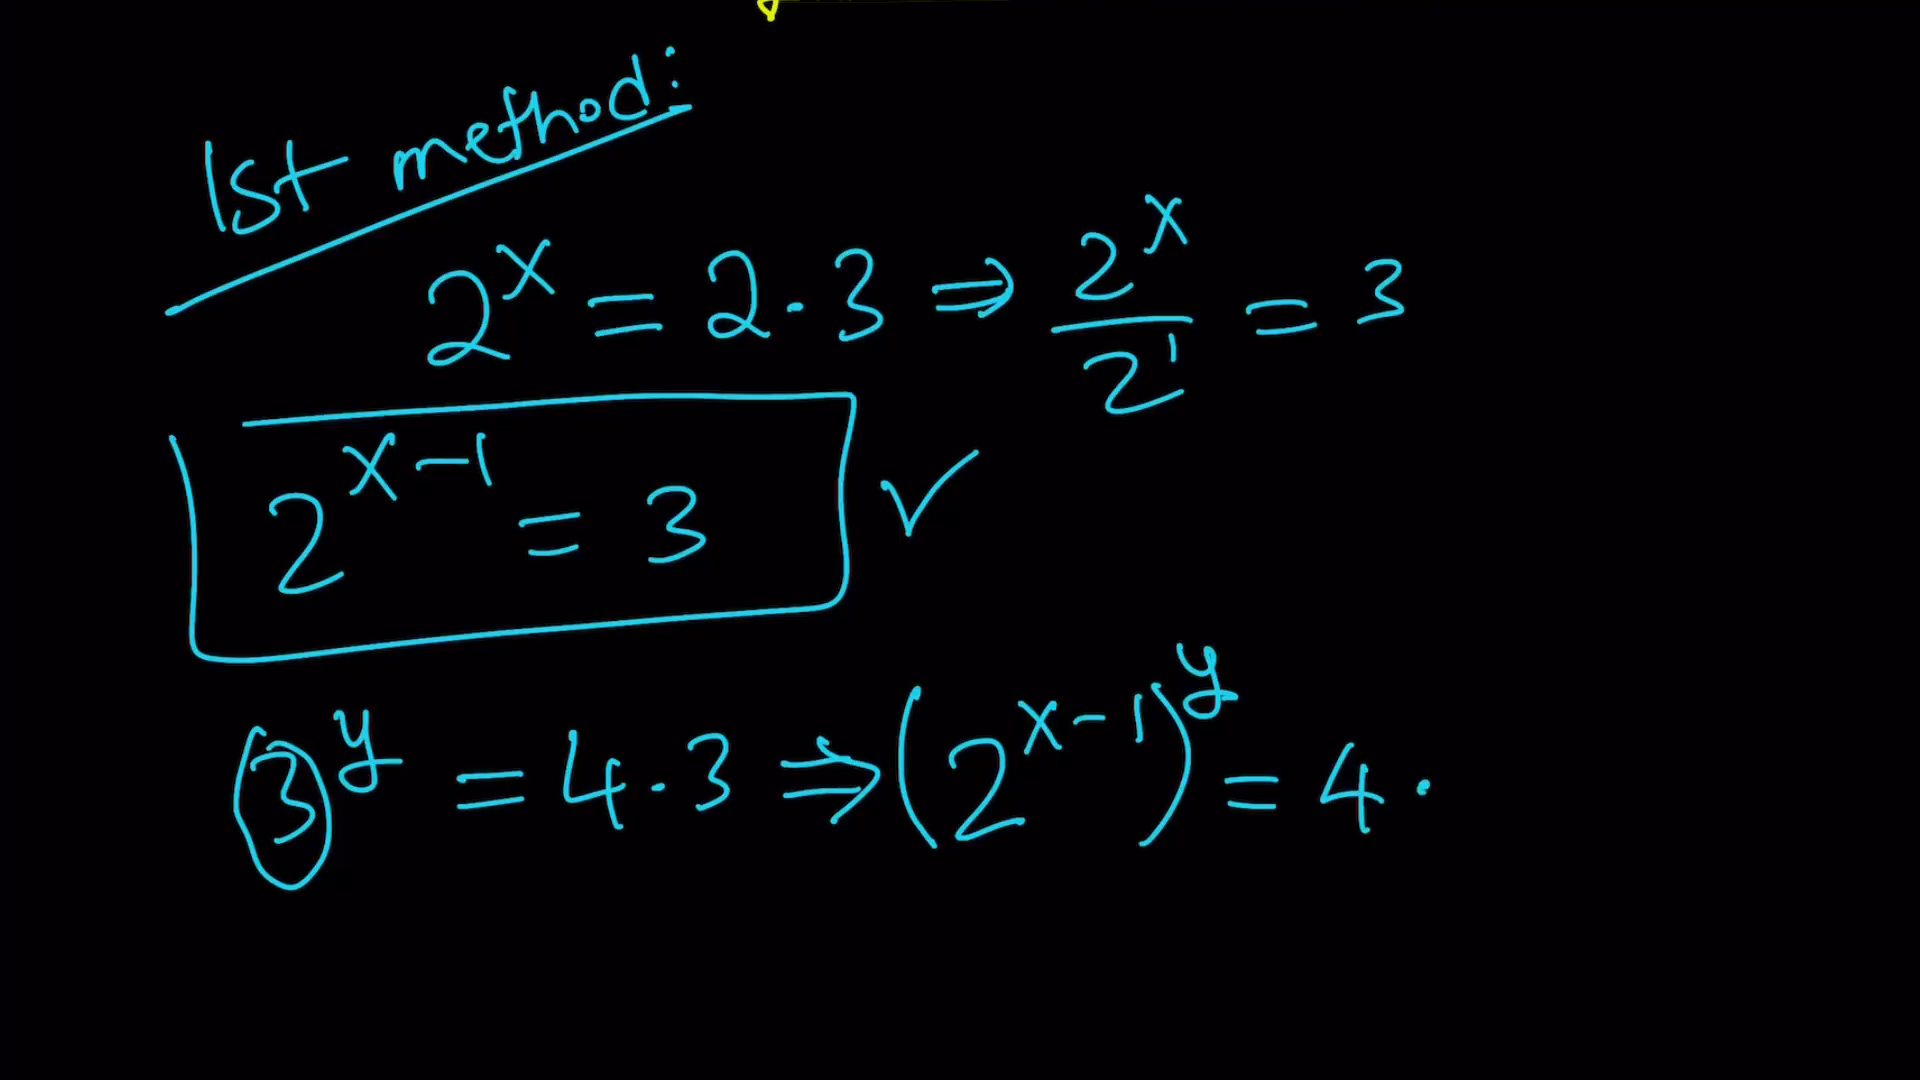 1st method:
2^x = 2·3 ⇒ 2^x/2^1 = 3
2^(x-1) = 3 ✓
3^y = 4·3 ⇒ (2^(x-1))^y = 4·